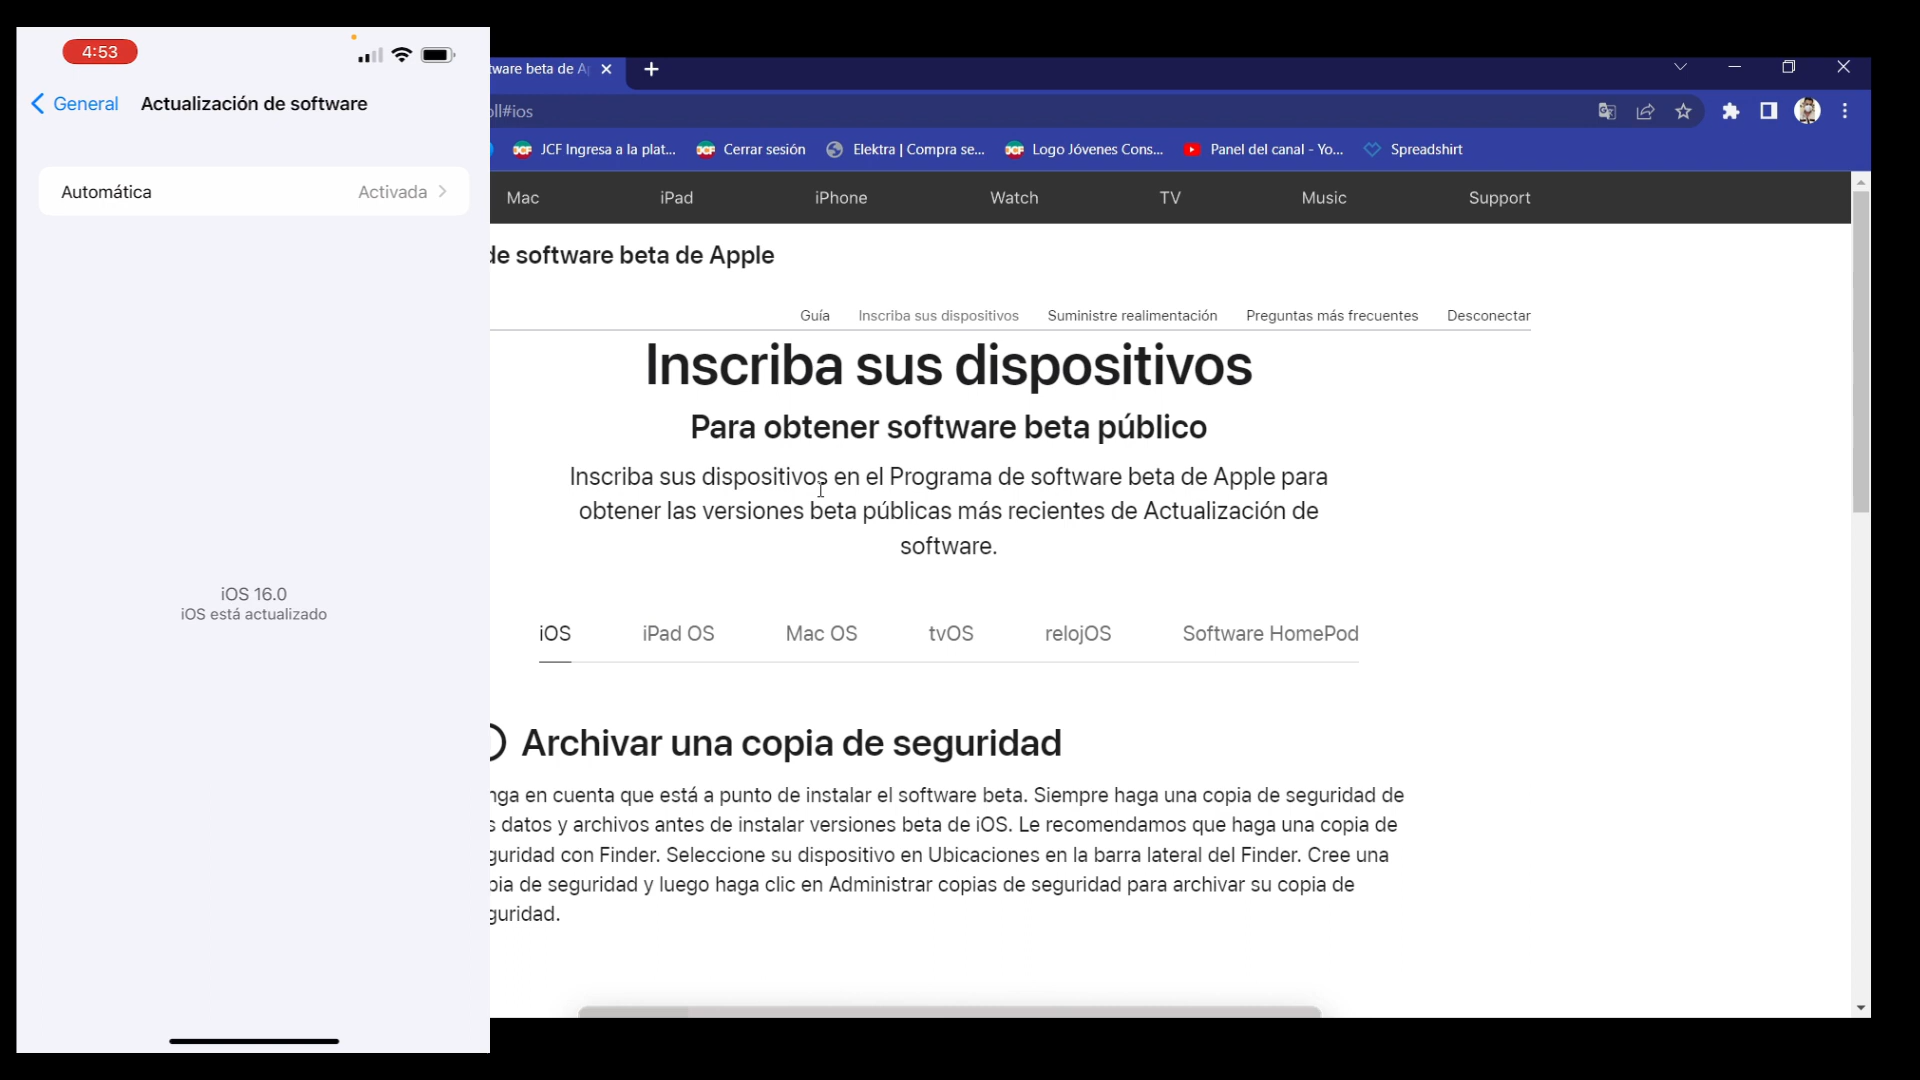 4:53
General
Actualización de software
Automática
Activada
iOS 16.0
iOS está actualizado
tware beta de Ap
oll#ios
JCF Ingresa a la plat...
Cerrar sesión
Elektra | Compra se...
Logo Jóvenes Cons...
Panel del canal - Yo...
Spreadshirt
Mac
iPad
iPhone
Watch
TV
Music
Support
de software beta de Apple
Guía
Inscriba sus dispositivos
Suministre realimentación
Preguntas más frecuentes
Desconectar
Inscriba sus dispositivos
Para obtener software beta público
Inscriba sus dispositivos en el Programa de software beta de Apple para
obtener las versiones beta públicas más recientes de Actualización de
software.
iOS
iPad OS
Mac OS
tvOS
relojOS
Software HomePod
Archivar una copia de seguridad
nga en cuenta que está a punto de instalar el software beta. Siempre haga una copia de seguridad de
s datos y archivos antes de instalar versiones beta de iOS. Le recomendamos que haga una copia de
guridad con Finder. Seleccione su dispositivo en Ubicaciones en la barra lateral del Finder. Cree una
pia de seguridad y luego haga clic en Administrar copias de seguridad para archivar su copia de
guridad.